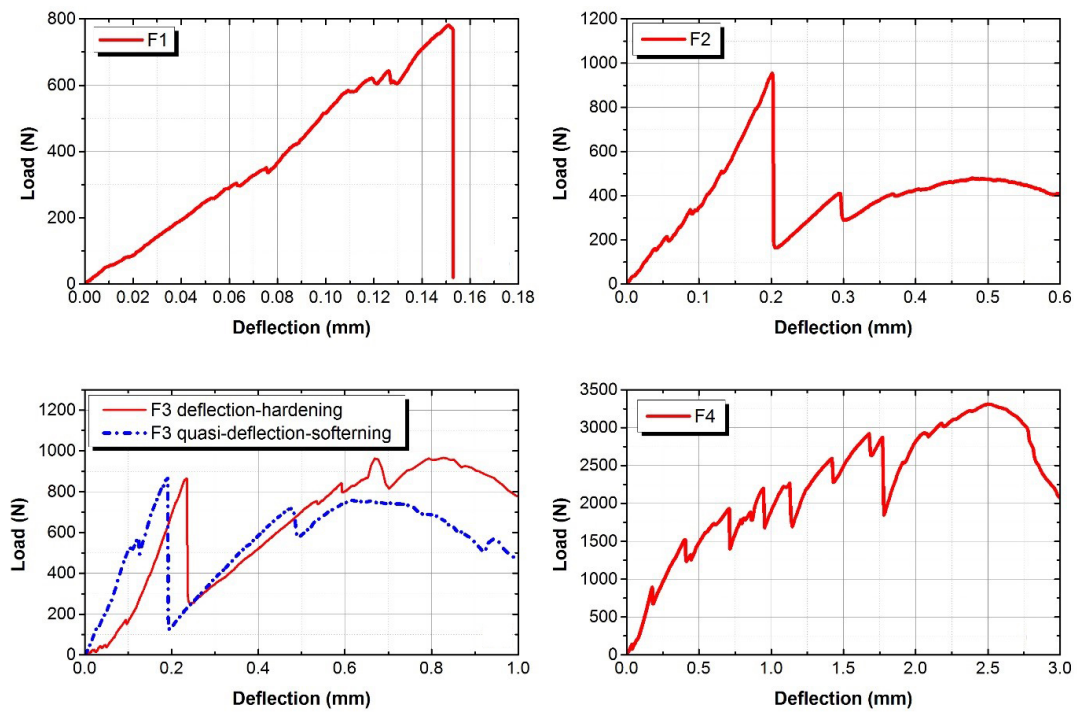 800
600
400
200
0
Load (N)
F1
0.00 0.02 0.04 0.06 0.08 0.10 0.12 0.14 0.16 0.18
Deflection (mm)
1200
1000
800
600
400
200
0
Load (N)
F2
0.0 0.1 0.2 0.3 0.4 0.5 0.6
Deflection (mm)
1200
1000
800
600
400
200
0
Load (N)
F3 deflection-hardening
F3 quasi-deflection-softerning
0.0 0.2 0.4 0.6 0.8 1.0
Deflection (mm)
3500
3000
2500
2000
1500
1000
500
0
Load (N)
F4
0.0 0.5 1.0 1.5 2.0 2.5 3.0
Deflection (mm)